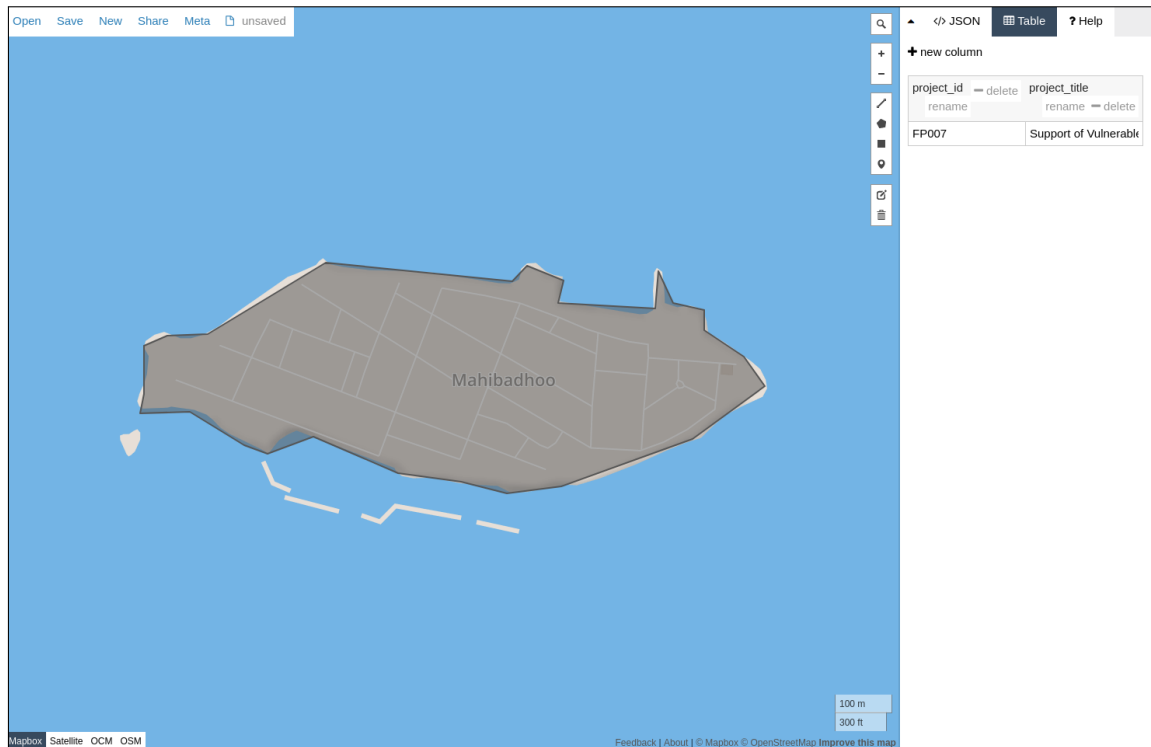 Open Save New Share Meta unsaved
</> JSON Table ? Help
+ new column
project_id delete project_title
rename rename delete
FP007 Support of Vulnerable
Mahibadhoo
100 m
300 ft
Mapbox Satellite OCM OSM
Feedback | About | © Mapbox © OpenStreetMap Improve this map